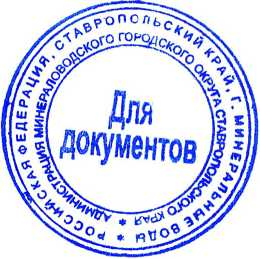 РОССИЙСКАЯ ФЕДЕРАЦИЯ, СТАВРОПОЛЬСКИЙ КРАЙ, Г. МИНЕРАЛЬНЫЕ ВОДЫ *
АДМИНИСТРАЦИЯ МИНЕРАЛОВОДСКОГО ГОРОДСКОГО ОКРУГА СТАВРОПОЛЬСКОГО КРАЯ *
Для
документов